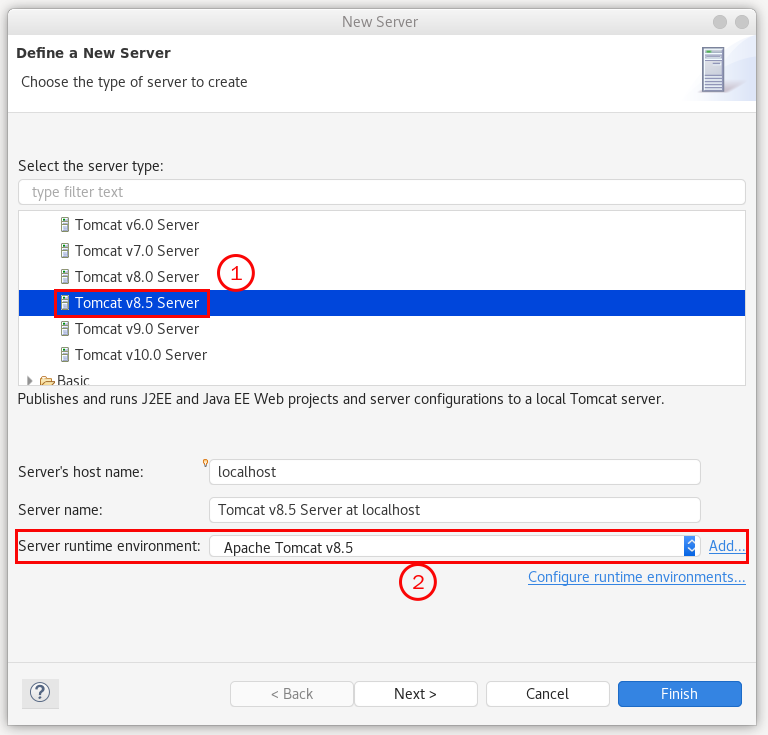 New Server
Define a New Server
Choose the type of server to create
Select the server type:
type filter text
Tomcat v6.0 Server
Tomcat v7.0 Server
Tomcat v8.0 Server
1
Tomcat v8.5 Server
Tomcat v9.0 Server
Tomcat v10.0 Server
Basic
Publishes and runs J2EE and Java EE Web projects and server configurations to a local Tomcat server.
Server's host name: localhost
Server name: Tomcat v8.5 Server at localhost
Server runtime environment: Apache Tomcat v8.5 Add...
2
Configure runtime environments...
? < Back Next > Cancel Finish